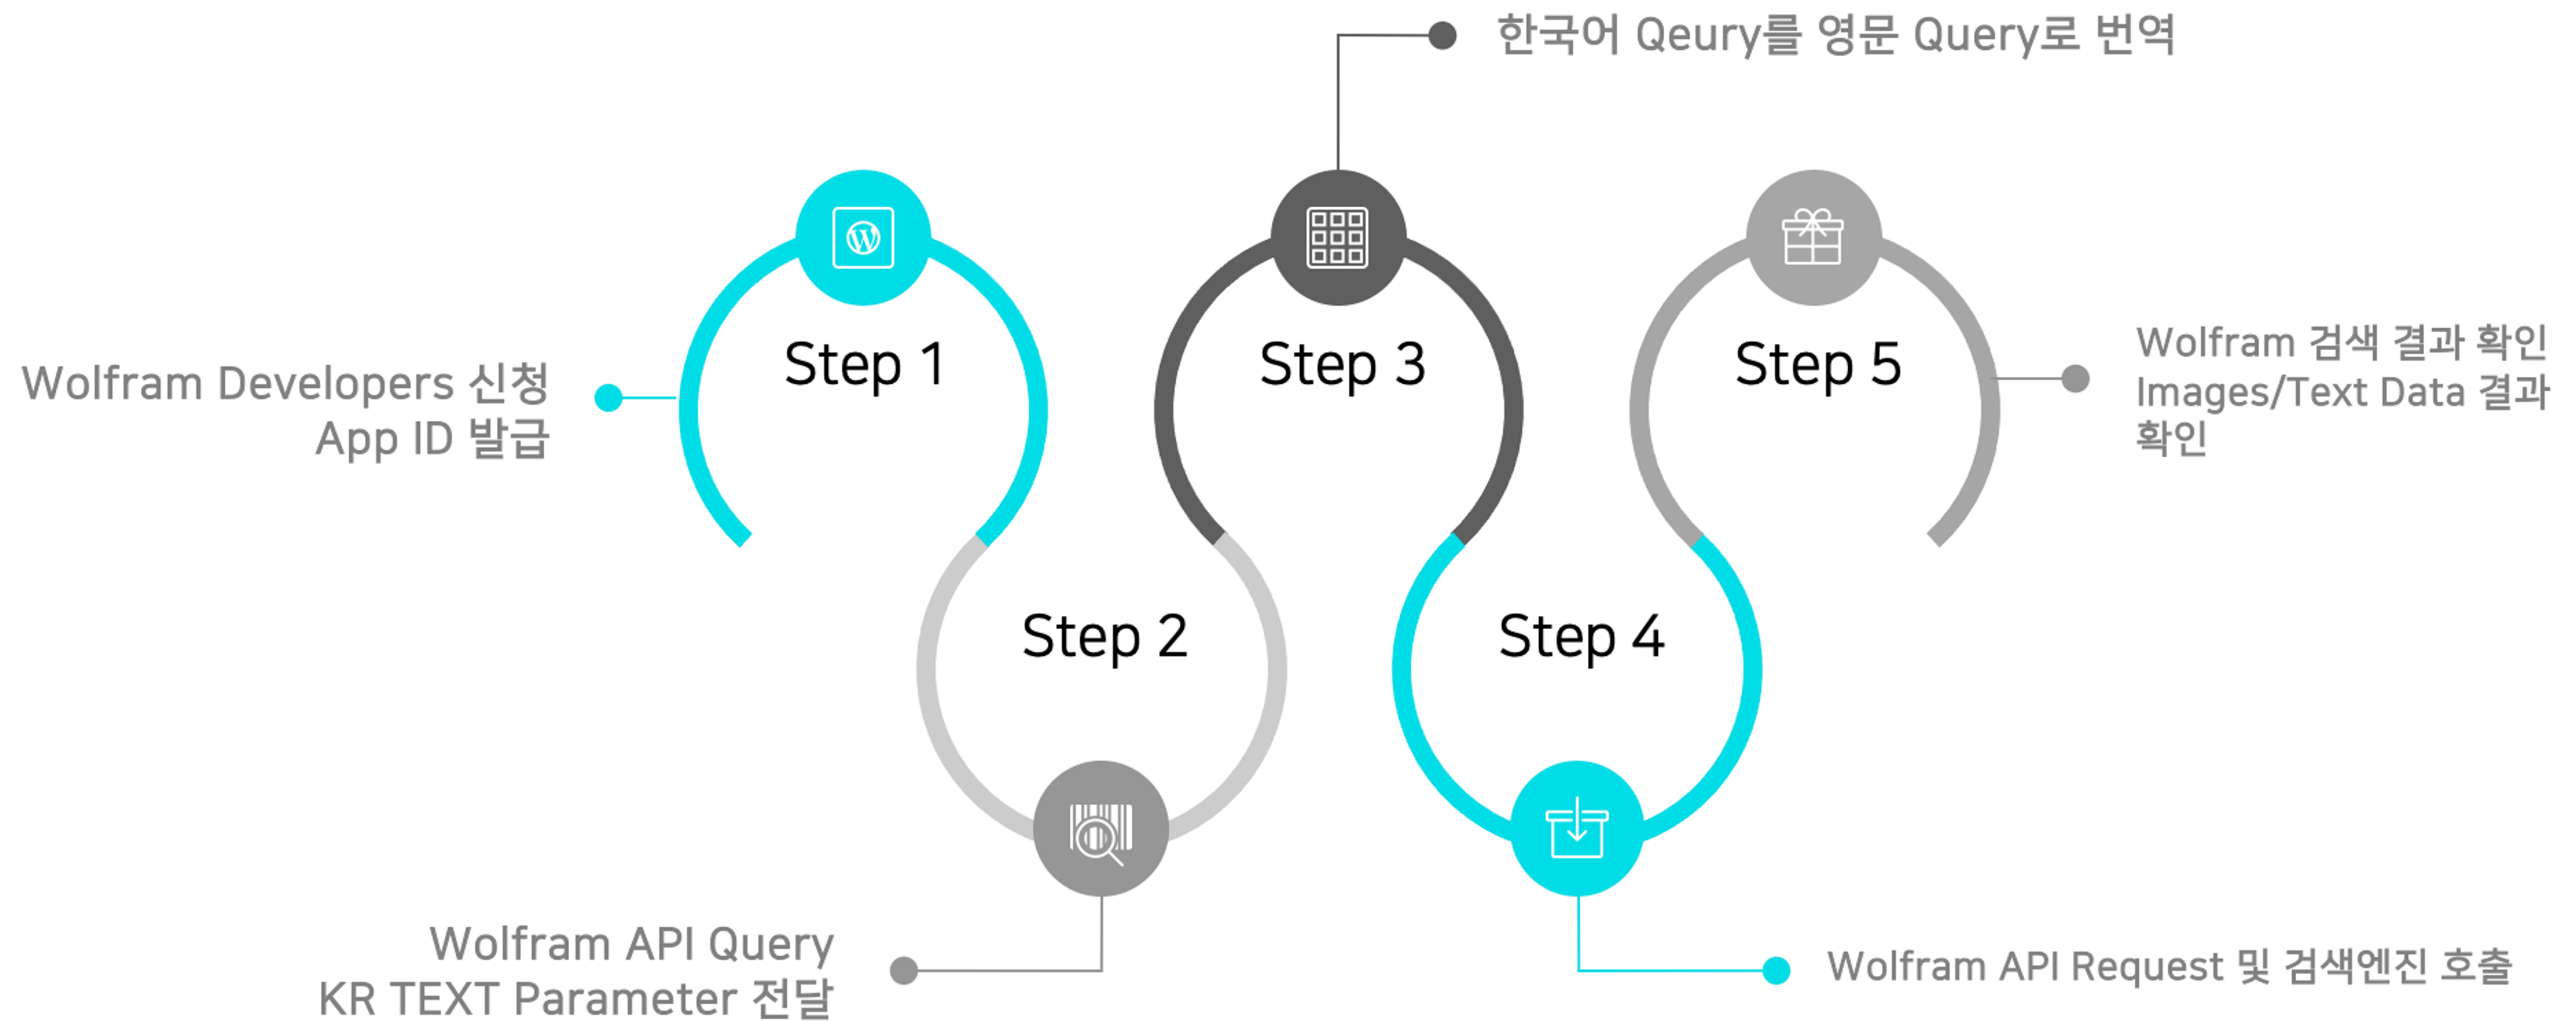 한국어 Qeury를 영문 Query로 번역
Step 1
Step 3
Step 5
Wolfram Developers 신청
App ID 발급
Wolfram 검색 결과 확인
Images/Text Data 결과
확인
Step 2
Step 4
Wolfram API Query
KR TEXT Parameter 전달
Wolfram API Request 및 검색엔진 호출